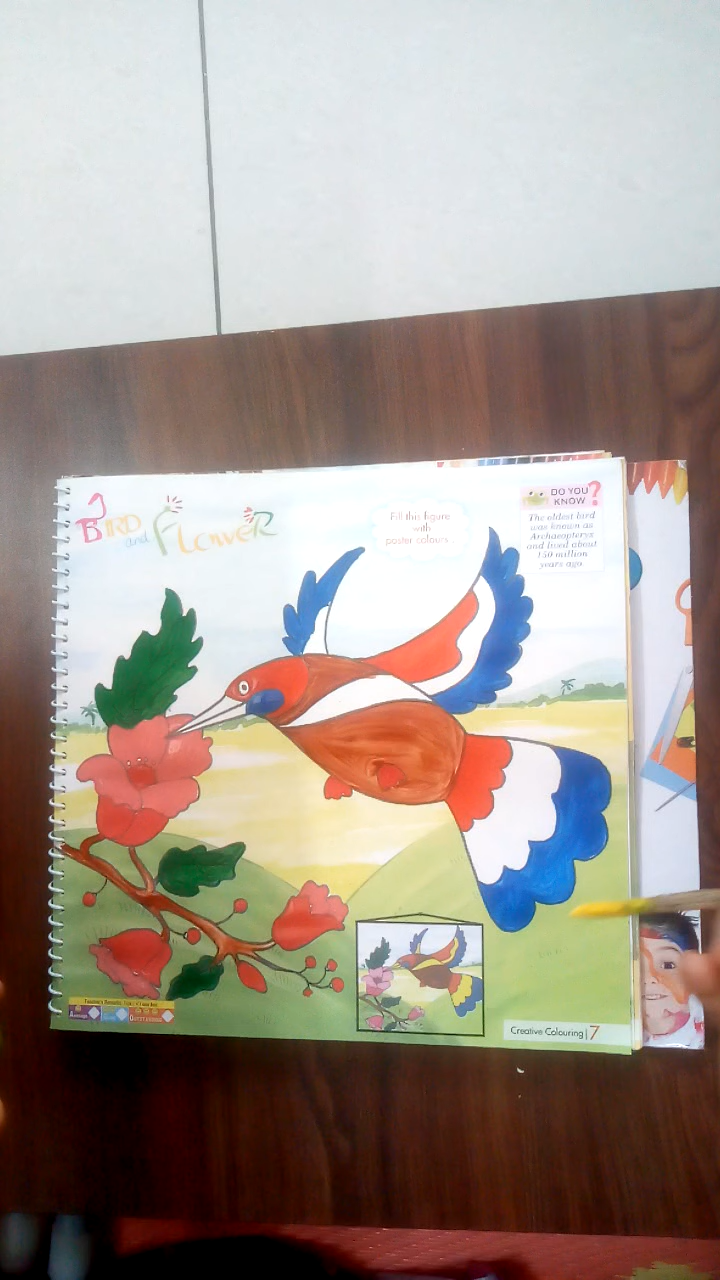 BIRD
and FLOWER
Fill this figure
with
poster colours.
DO YOU
KNOW ?
The oldest bird
was known as
Archaeopteryx
and lived about
150 million
years ago.
Average
Creative Colouring | 7